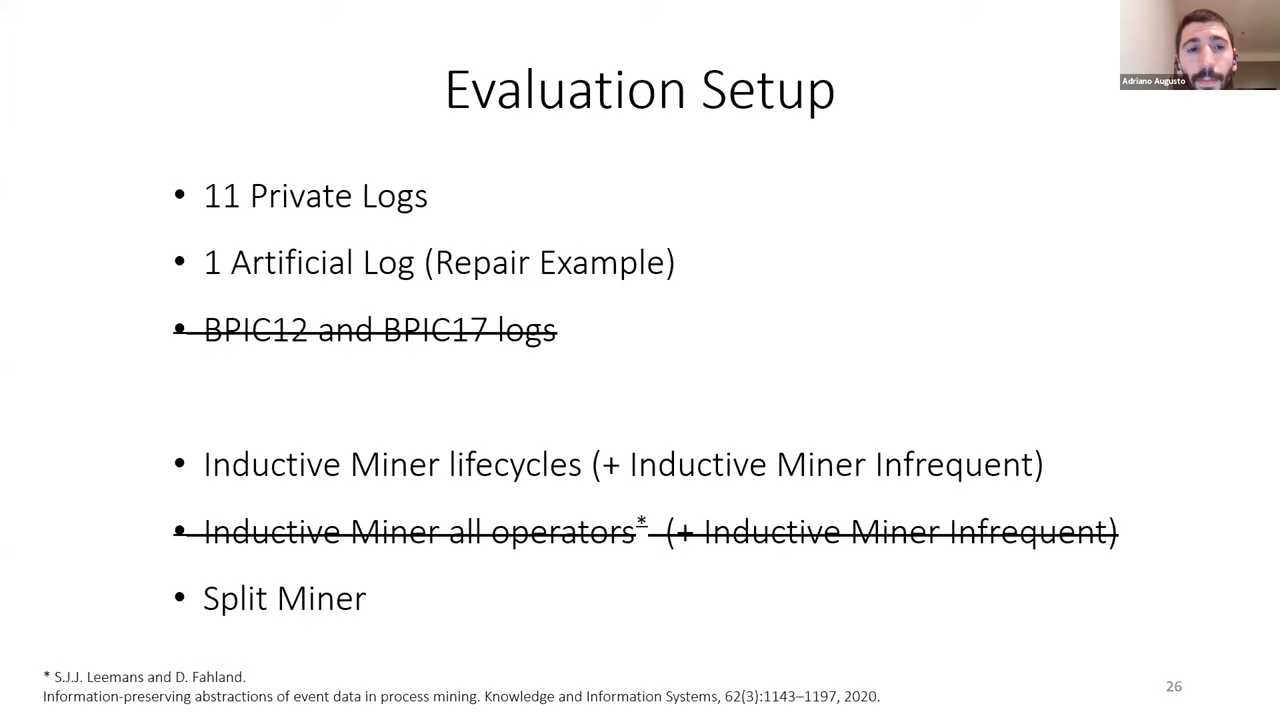 Evaluation Setup
Adriano Augusto
• 11 Private Logs
• 1 Artificial Log (Repair Example)
• BPIC12 and BPIC17 logs
• Inductive Miner lifecycles (+ Inductive Miner Infrequent)
• Inductive Miner all operators* (+ Inductive Miner Infrequent)
• Split Miner
* S.J.J. Leemans and D. Fahland.
Information-preserving abstractions of event data in process mining. Knowledge and Information Systems, 62(3):1143–1197, 2020.
26